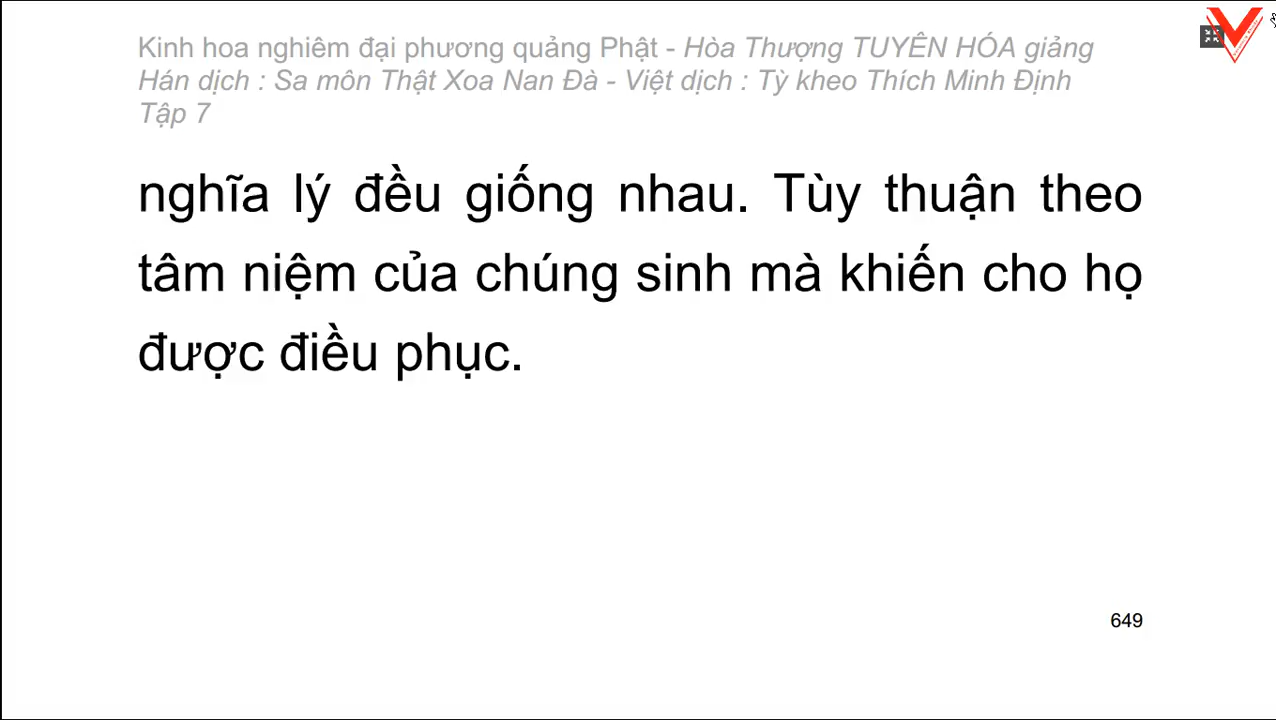 Kinh hoa nghiêm đại phương quảng Phật - Hòa Thượng TUYÊN HÓA giảng
Hán dịch : Sa môn Thật Xoa Nan Đà - Việt dịch : Tỳ kheo Thích Minh Định
Tập 7
nghĩa lý đều giống nhau. Tùy thuận theo
tâm niệm của chúng sinh mà khiến cho họ
được điều phục.
649